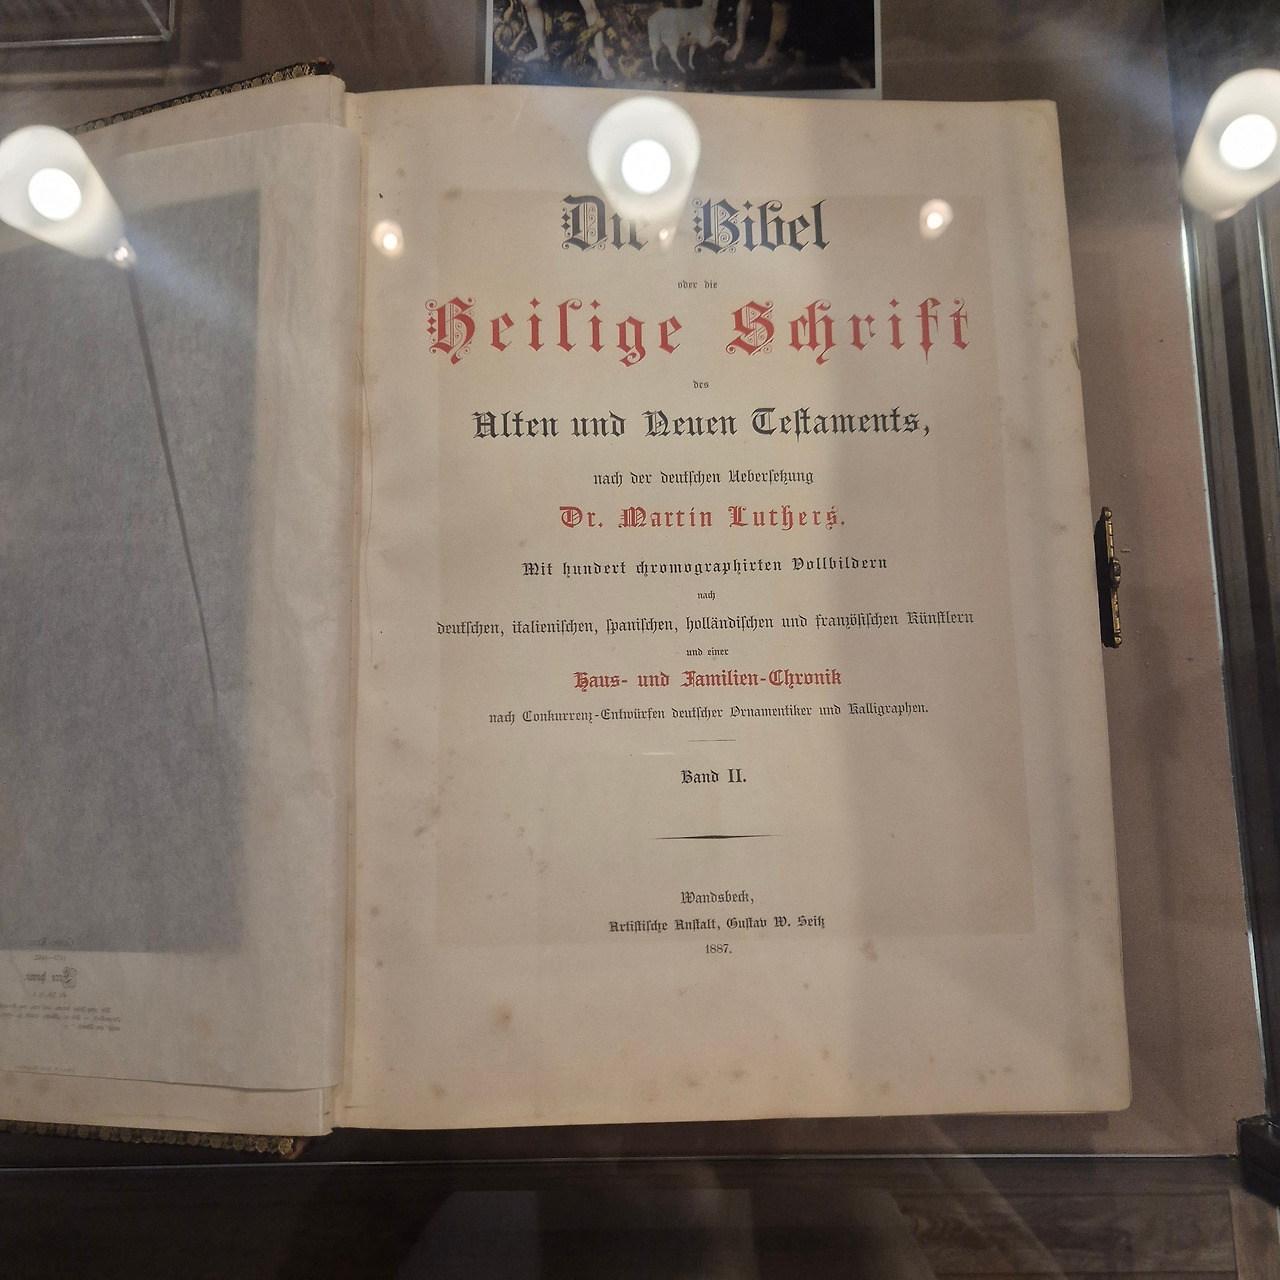 Die Bibel
oder die
Heilige Schrift
des
Alten und Neuen Testaments,
nach der deutschen Uebersetzung
Dr. Martin Luthers.
Mit hundert chromographirten Vollbildern
nach
deutschen, italienischen, spanischen, holländischen und französischen Künstlern
und einer
Haus- und Familien-Chronik
nach Conkurrenz-Entwürfen deutscher Ornamentiker und Kalligraphen.
Band II.
Wandsbeck,
Artistische Anstalt, Gustav W. Seitz
1887.